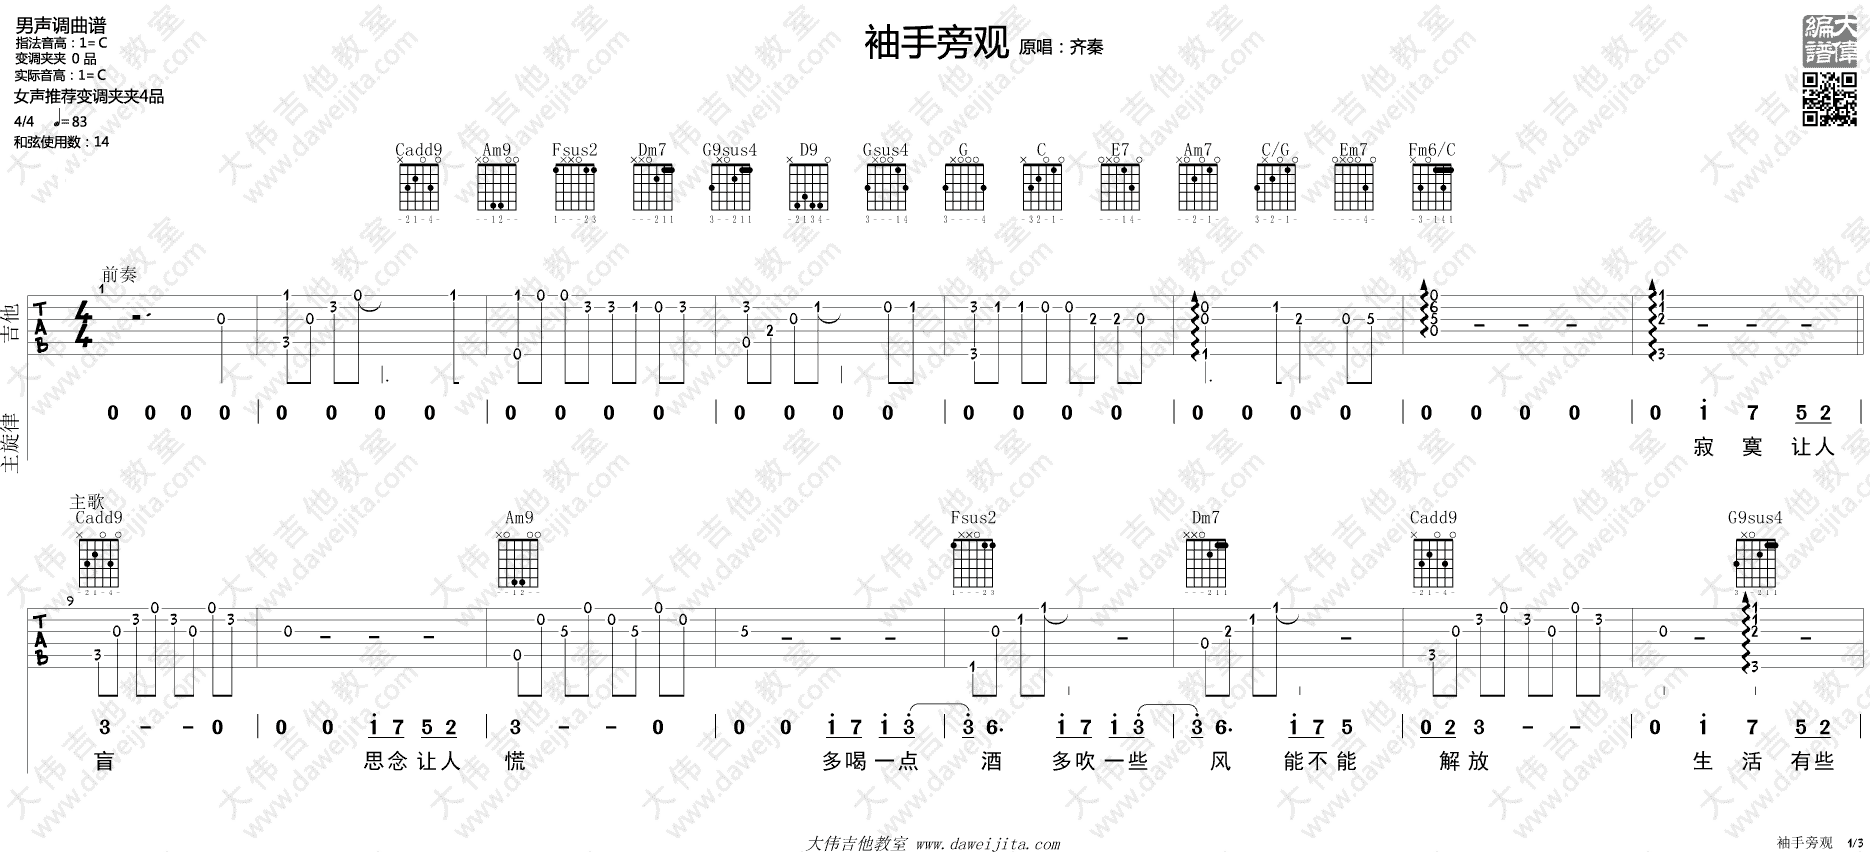 男声调曲谱
指法音高：1=C
变调夹夹 0 品
实际音高：1=C
女声推荐变调夹夹4品
4/4 =83
和弦使用数：14
袖手旁观 原唱：齐秦
大偉編譜
Cadd9 Am9 Fsus2 Dm7 G9sus4 D9 Gsus4 G C E7 Am7 C/G Em7 Fm6/C
前奏
1
吉他
TAB
4/4
主旋律
0 0 0 0 | 0 0 0 0 | 0 0 0 0 | 0 0 0 0 | 0 0 0 0 | 0 0 0 0 | 0 0 0 0 | 0 i 7 5 2 |
寂 寞 让人
主歌
Cadd9 Am9 Fsus2 Dm7 Cadd9 G9sus4
9
TAB
3 - - 0 | 0 0 i 7 5 2 | 3 - - 0 | 0 0 i 7 i 3 | 3 6. i 7 i 3 | 3 6. i 7 5 | 0 2 3 - - | 0 i 7 5 2 |
盲 思念 让人 慌 多喝 一点 酒 多吹 一些 风 能不 能 解放 生 活 有些
大伟吉他教室 www.daweijita.com
袖手旁观 1/3